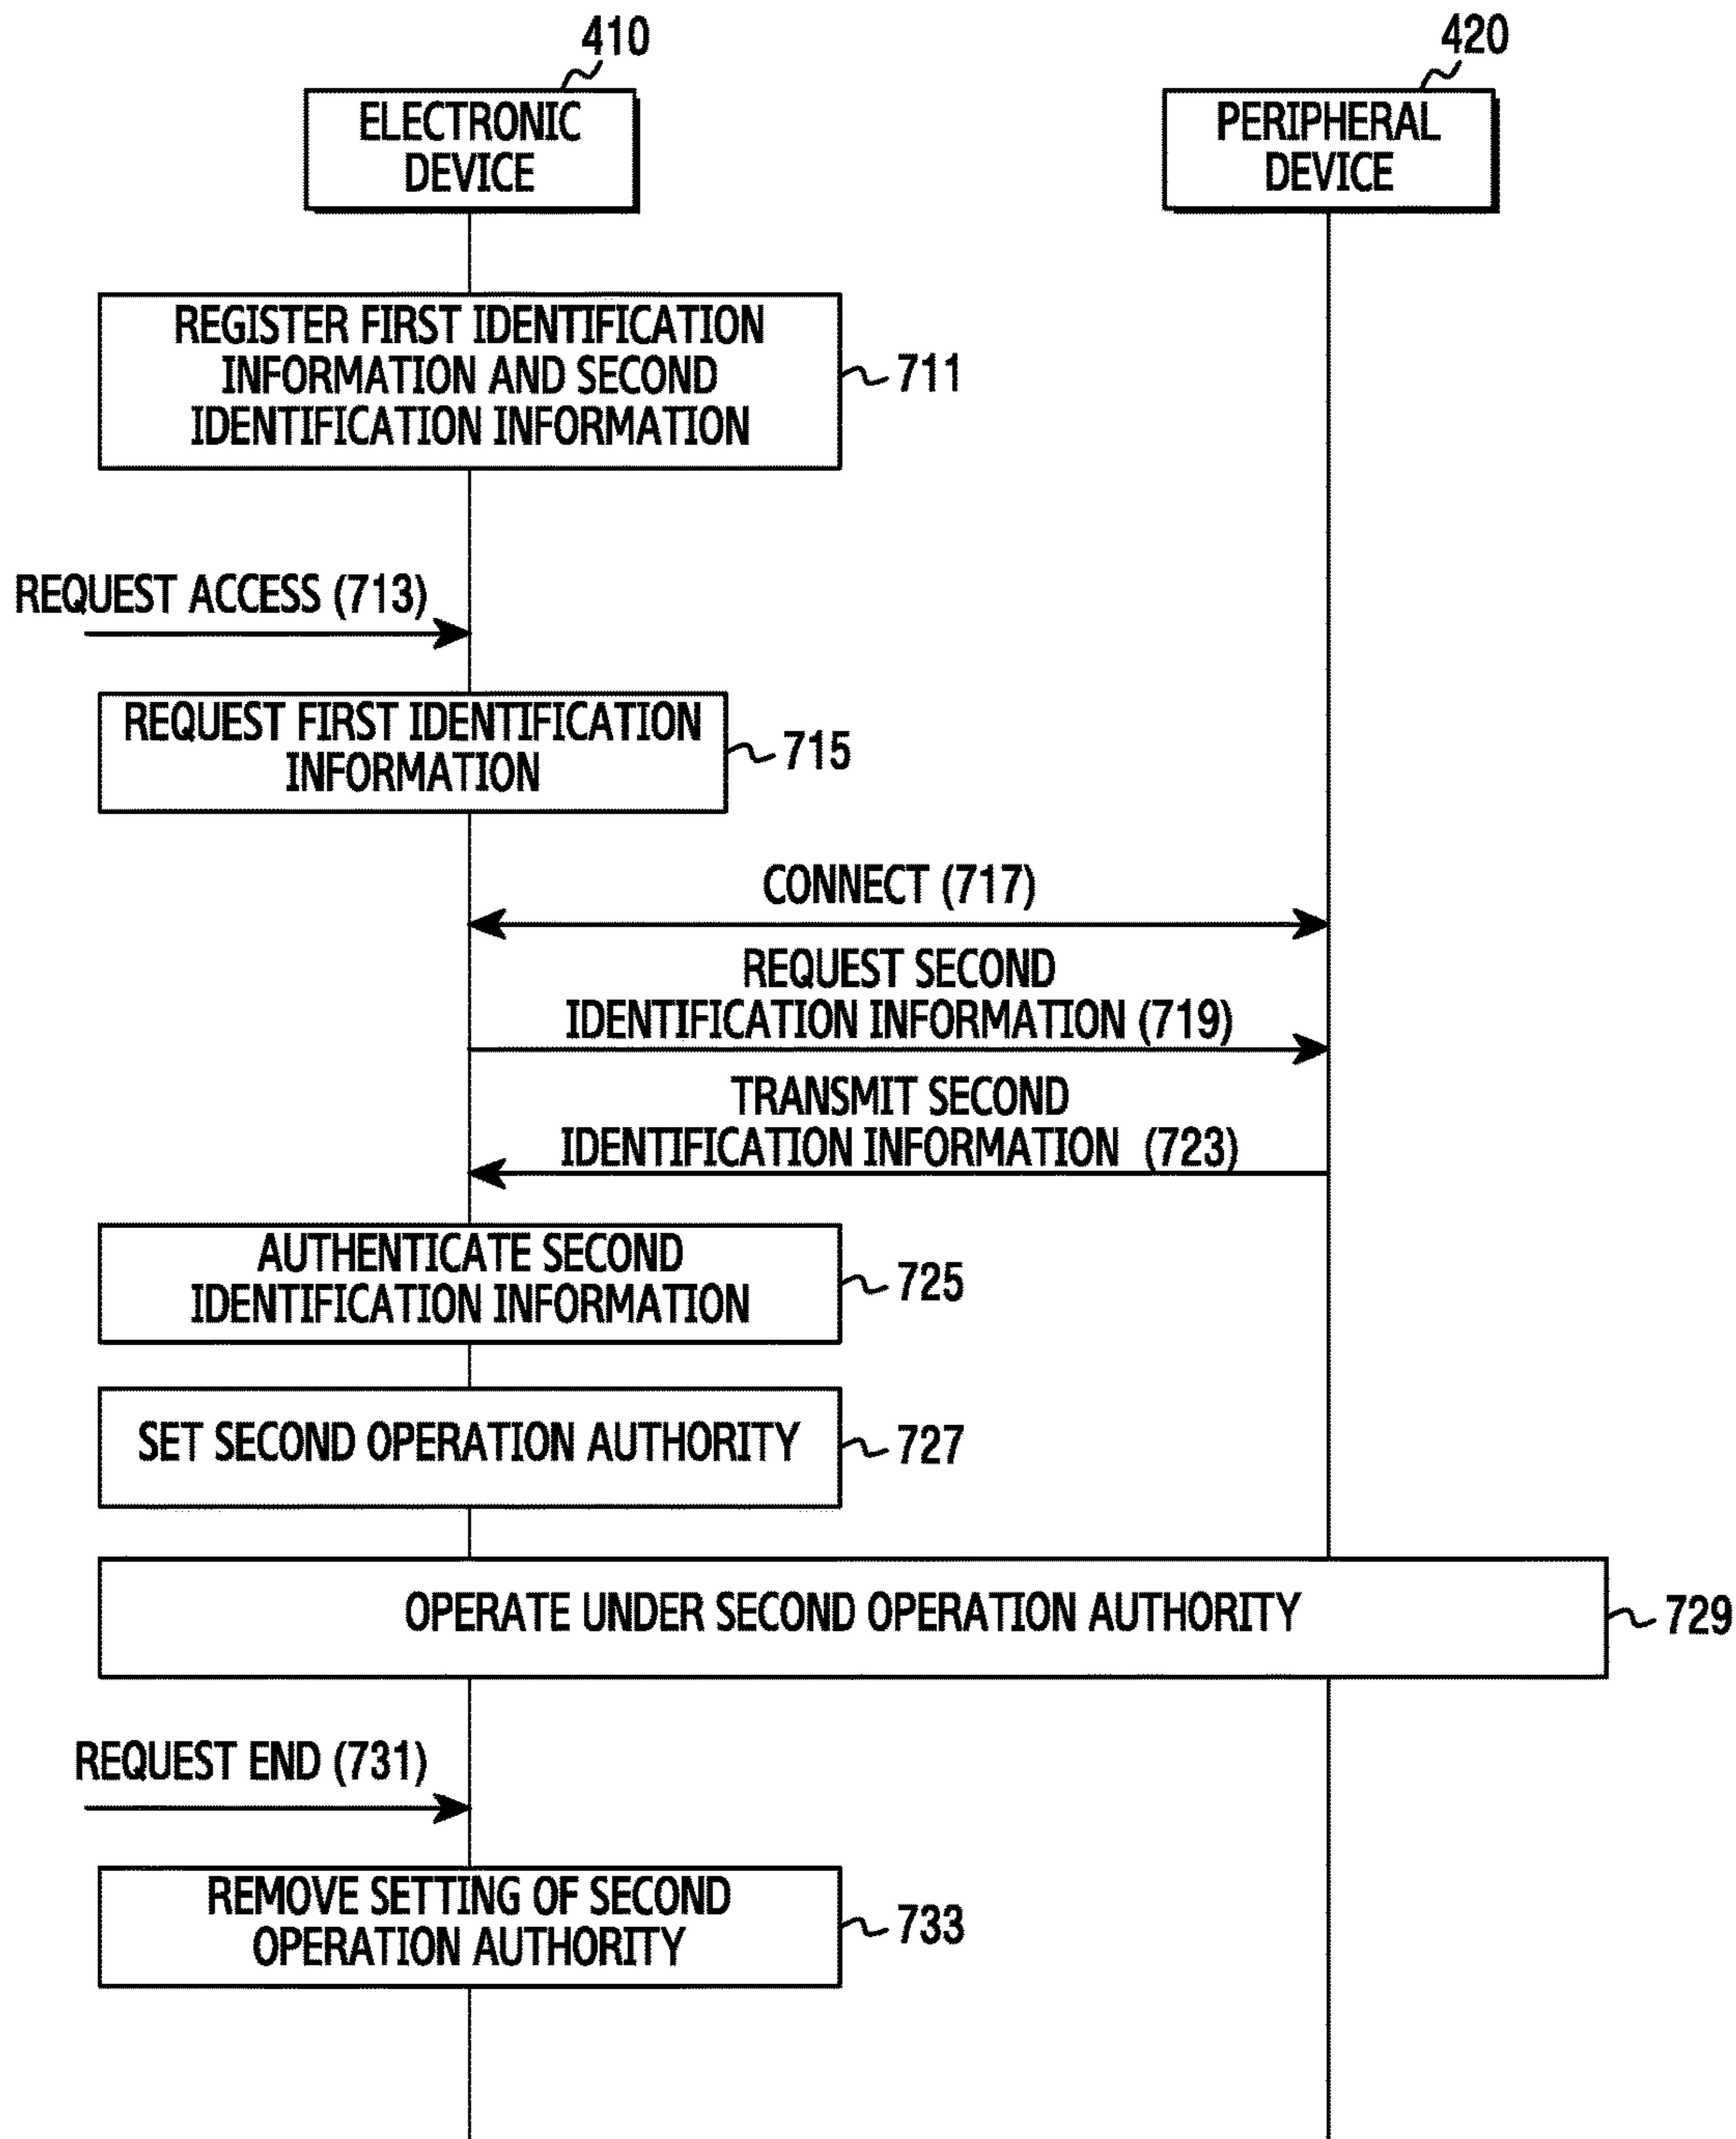 410
420
ELECTRONIC
DEVICE
PERIPHERAL
DEVICE
REGISTER FIRST IDENTIFICATION
INFORMATION AND SECOND
IDENTIFICATION INFORMATION
711
REQUEST ACCESS (713)
REQUEST FIRST IDENTIFICATION
INFORMATION
715
CONNECT (717)
REQUEST SECOND
IDENTIFICATION INFORMATION (719)
TRANSMIT SECOND
IDENTIFICATION INFORMATION (723)
AUTHENTICATE SECOND
IDENTIFICATION INFORMATION
725
SET SECOND OPERATION AUTHORITY
727
OPERATE UNDER SECOND OPERATION AUTHORITY
729
REQUEST END (731)
REMOVE SETTING OF SECOND
OPERATION AUTHORITY
733